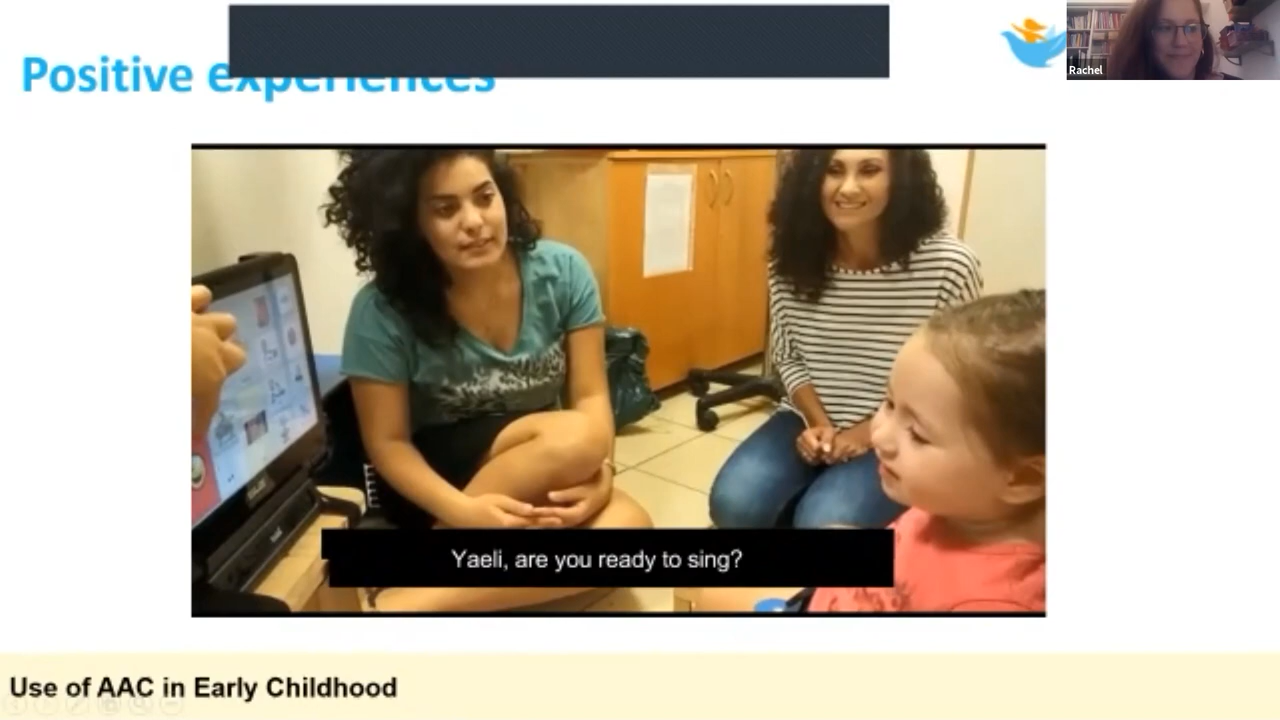 Positive experiences
Rachel
Yaeli, are you ready to sing?
Use of AAC in Early Childhood